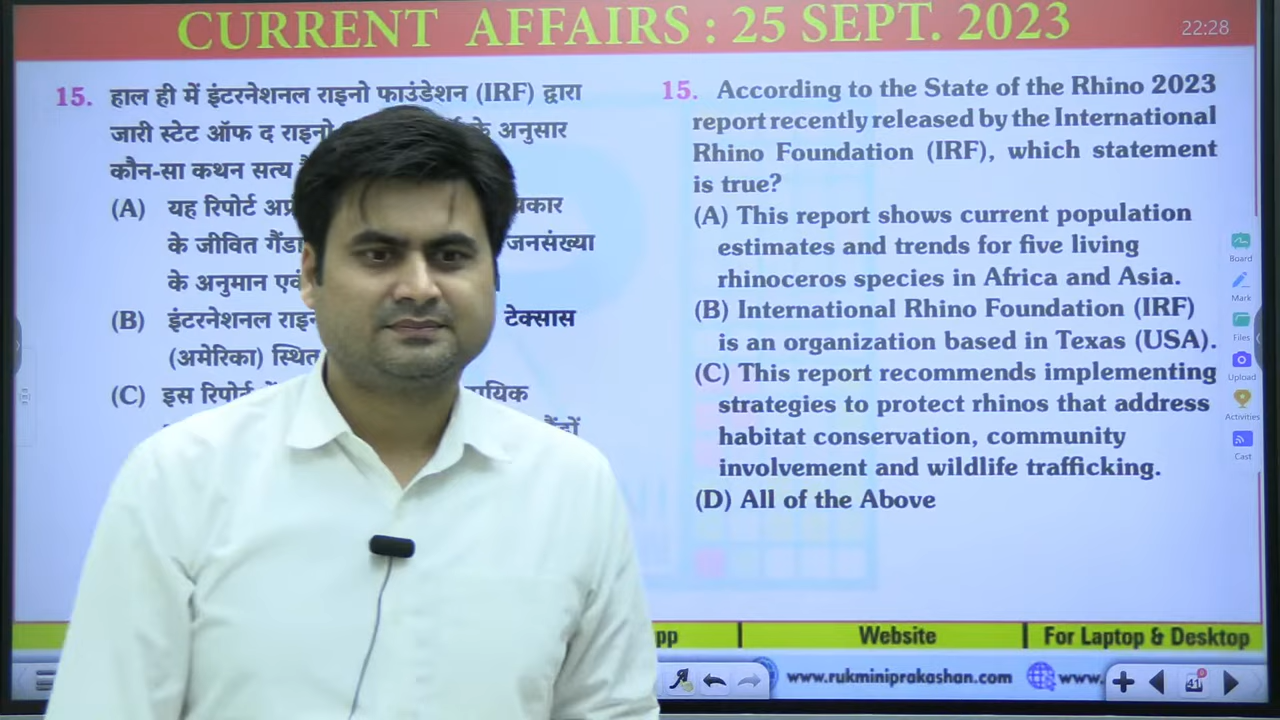 CURRENT AFFAIRS : 25 SEPT. 2023
22:28
15. हाल ही में इंटरनेशनल राइनो फाउंडेशन (IRF) द्वारा
जारी स्टेट ऑफ द राइनो के अनुसार
कौन-सा कथन सत्य
(A) यह रिपोर्ट
के जीवित जनसंख्या
के अनुमान
(B) इंटरनेशनल टेक्सास
(अमेरिका) स्थित
(C) इस
15. According to the State of the Rhino 2023
report recently released by the International
Rhino Foundation (IRF), which statement
is true?
(A) This report shows current population
estimates and trends for five living
rhinoceros species in Africa and Asia.
(B) International Rhino Foundation (IRF)
is an organization based in Texas (USA).
(C) This report recommends implementing
strategies to protect rhinos that address
habitat conservation, community
involvement and wildlife trafficking.
(D) All of the Above
Board
Mark
Files
Upload
Activities
Cast
Website
For Laptop & Desktop
www.rukminiprakashan.com
www.
41